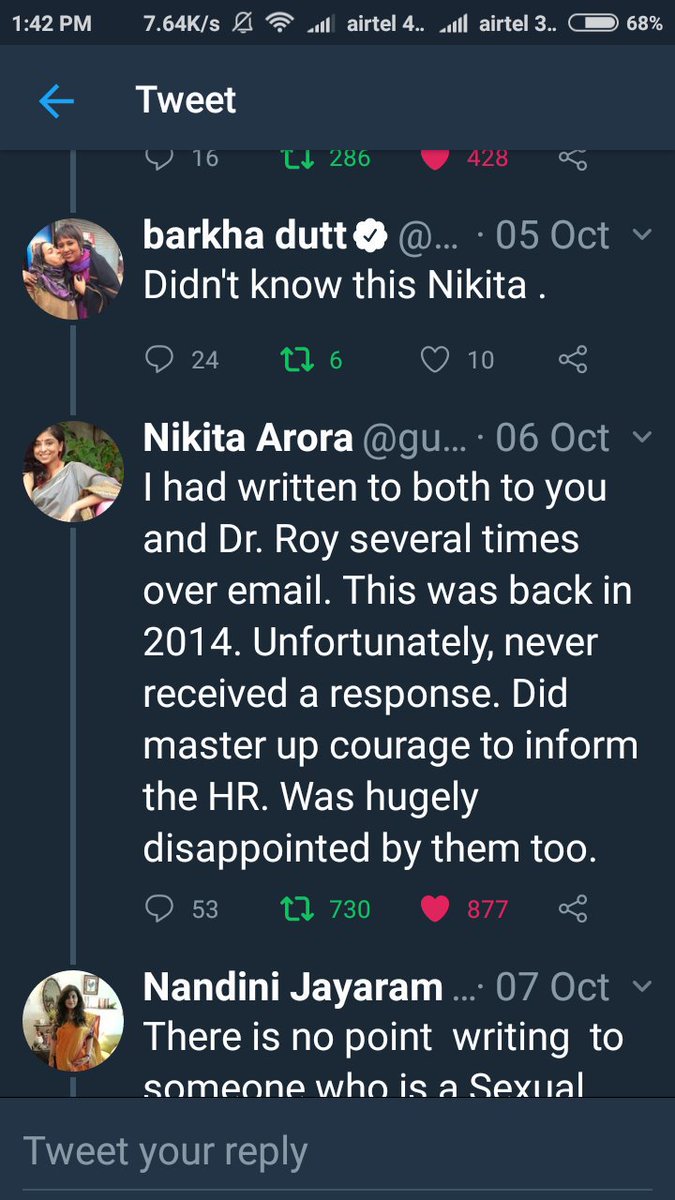 1:42 PM 7.64K/s airtel 4.. airtel 3.. 68%
Tweet
16 286 428
barkha dutt @... · 05 Oct
Didn't know this Nikita .
24 6 10
Nikita Arora @gu... · 06 Oct
I had written to both to you
and Dr. Roy several times
over email. This was back in
2014. Unfortunately, never
received a response. Did
master up courage to inform
the HR. Was hugely
disappointed by them too.
53 730 877
Nandini Jayaram ...· 07 Oct
There is no point writing to
someone who is a Sexual
Tweet your reply